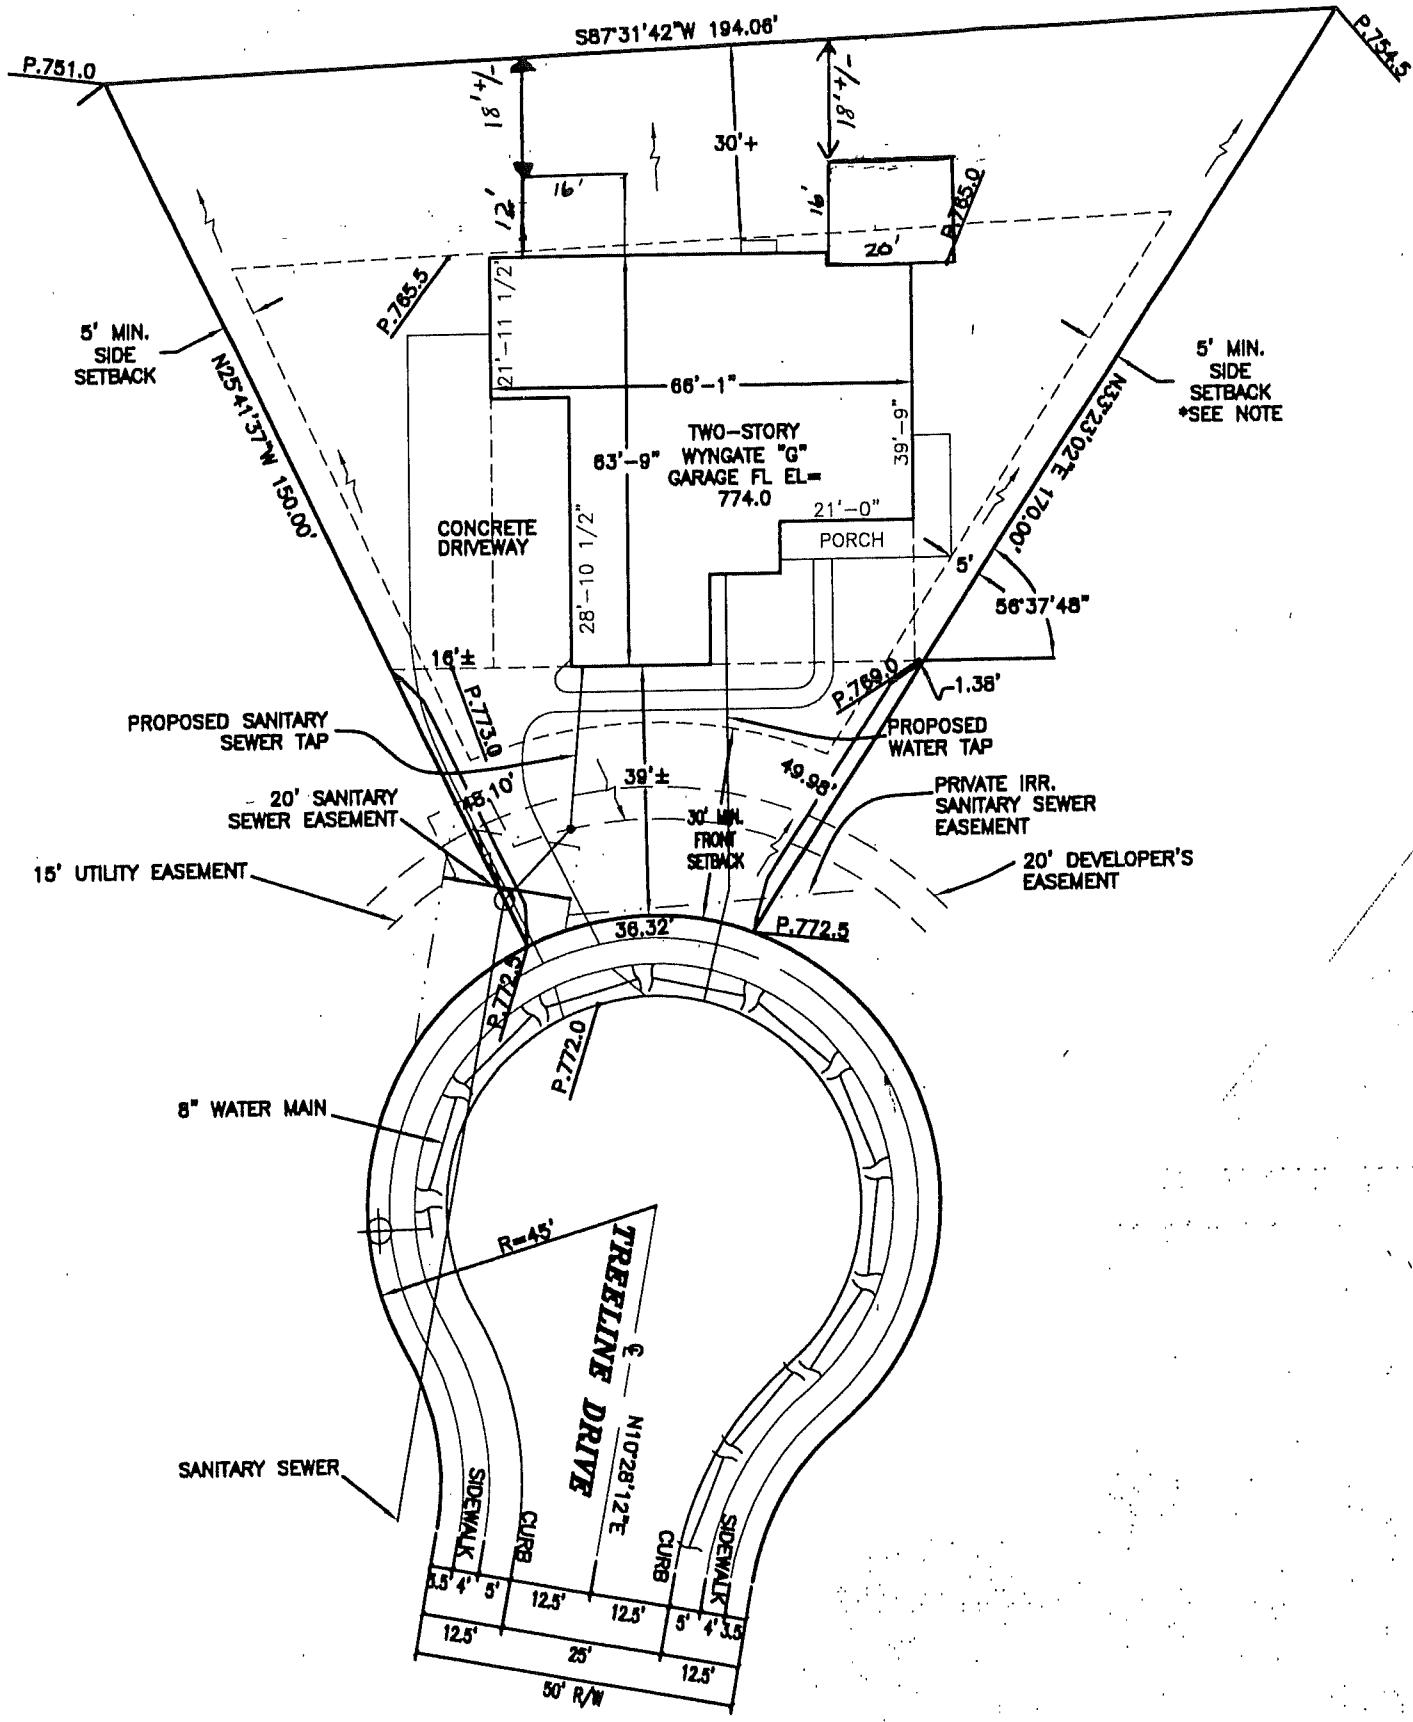 S87°31'42"W 194.06'
P.751.0
P.754.5
18'+/-
18'+/-
30'+
16'
12'
16'
20'
P.765.0
P.765.5
21'-11 1/2"
5' MIN.
SIDE
SETBACK
5' MIN.
SIDE
SETBACK
*SEE NOTE
N25°41'37"W 150.00'
N33°23'02"E 170.00'
66'-1"
39'-9"
TWO-STORY
WYNGATE "G"
GARAGE FL EL=
774.0
63'-9"
21'-0"
PORCH
CONCRETE
DRIVEWAY
28'-10 1/2"
5'
56°37'48"
16'±
P.773.0
P.769.0
1.38'
PROPOSED SANITARY
SEWER TAP
PROPOSED
WATER TAP
39'±
48.10'
49.98'
20' SANITARY
SEWER EASEMENT
PRIVATE IRR.
SANITARY SEWER
EASEMENT
30' MIN.
FRONT
SETBACK
15' UTILITY EASEMENT
20' DEVELOPER'S
EASEMENT
36.32'
P.772.5
P.772.5
P.772.0
8" WATER MAIN
R=45'
TREELINE DRIVE
N10°28'12"E
SANITARY SEWER
SIDEWALK
CURB
CURB
SIDEWALK
3.5' 4' 5' 12.5' 12.5' 5' 4' 3.5
12.5' 25' 12.5'
50' R/W